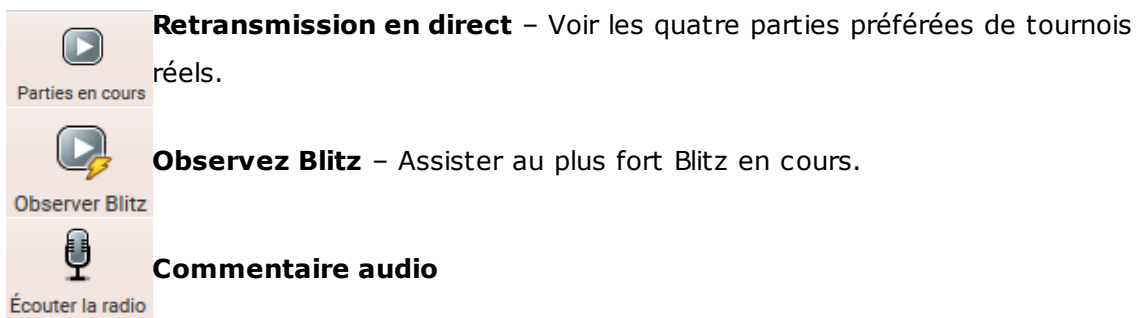 Retransmission en direct – Voir les quatre parties préférées de tournois
réels.
Parties en cours
Observez Blitz – Assister au plus fort Blitz en cours.
Observer Blitz
Commentaire audio
Écouter la radio